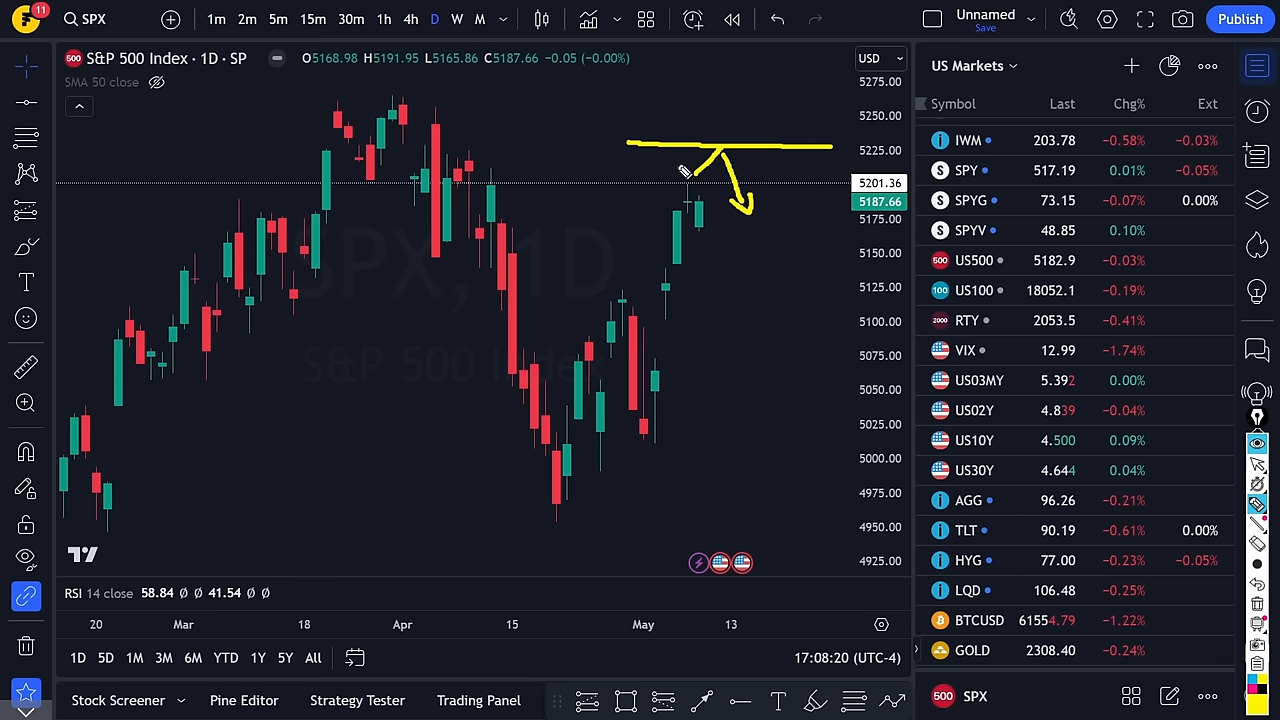 11
SPX
1m 2m 5m 15m 30m 1h 4h D W M
Unnamed
Save
Publish
500 S&P 500 Index · 1D · SP O5168.98 H5191.95 L5165.86 C5187.66 −0.05 (−0.00%)
SMA 50 close
USD
5275.00
5250.00
5225.00
5201.36
5187.66
5175.00
5150.00
5125.00
5100.00
5075.00
5050.00
5025.00
5000.00
4975.00
4950.00
4925.00
SPX, 1D
S&P 500 Index
RSI 14 close 58.84 Ø Ø 41.54 Ø Ø
20 Mar 18 Apr 15 May 13
1D 5D 1M 3M 6M YTD 1Y 5Y All
17:08:20 (UTC-4)
Stock Screener Pine Editor Strategy Tester Trading Panel
US Markets
Symbol Last Chg% Ext
IWM 203.78 −0.58% −0.03%
S SPY 517.19 0.01% −0.05%
S SPYG 73.15 −0.07% 0.00%
S SPYV 48.85 0.10%
500 US500 5182.9 −0.03%
100 US100 18052.1 −0.19%
2000 RTY 2053.5 −0.41%
VIX 12.99 −1.74%
US03MY 5.392 0.00%
US02Y 4.839 −0.04%
US10Y 4.500 0.09%
US30Y 4.644 0.04%
AGG 96.26 −0.21%
TLT 90.19 −0.61% 0.00%
HYG 77.00 −0.23% −0.05%
LQD 106.48 −0.25%
BTCUSD 61554.79 −1.22%
GOLD 2308.40 −0.24%
500 SPX